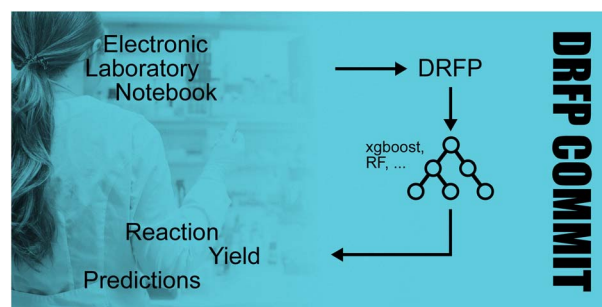 Electronic
Laboratory
Notebook
DRFP
xgboost,
RF, ...
Reaction
Yield
Predictions
DRFP COMMIT